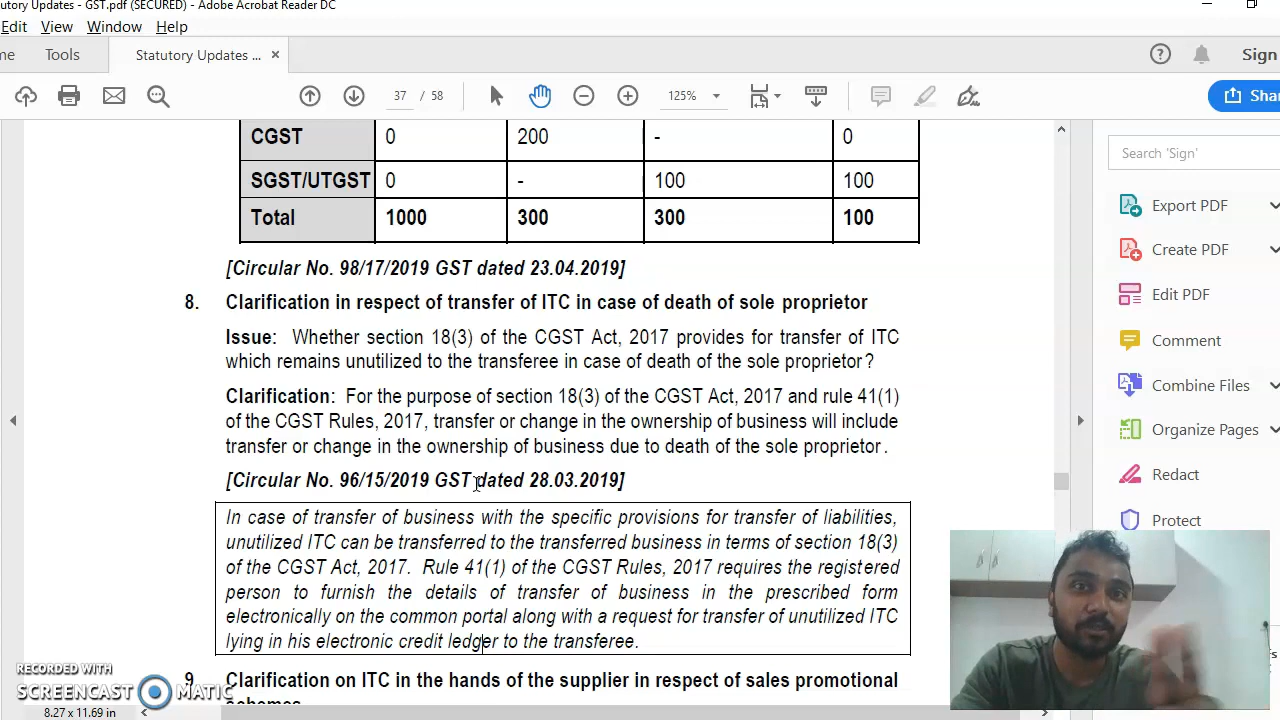 tutory Updates - GST.pdf (SECURED) - Adobe Acrobat Reader DC
Edit View Window Help
me Tools Statutory Updates ... × Sign
37 / 58 125% Shar
CGST 0 200 - 0
SGST/UTGST 0 - 100 100
Total 1000 300 300 100
[Circular No. 98/17/2019 GST dated 23.04.2019]
8. Clarification in respect of transfer of ITC in case of death of sole proprietor
Issue: Whether section 18(3) of the CGST Act, 2017 provides for transfer of ITC
which remains unutilized to the transferee in case of death of the sole proprietor?
Clarification: For the purpose of section 18(3) of the CGST Act, 2017 and rule 41(1)
of the CGST Rules, 2017, transfer or change in the ownership of business will include
transfer or change in the ownership of business due to death of the sole proprietor.
[Circular No. 96/15/2019 GST dated 28.03.2019]
In case of transfer of business with the specific provisions for transfer of liabilities,
unutilized ITC can be transferred to the transferred business in terms of section 18(3)
of the CGST Act, 2017. Rule 41(1) of the CGST Rules, 2017 requires the registered
person to furnish the details of transfer of business in the prescribed form
electronically on the common portal along with a request for transfer of unutilized ITC
lying in his electronic credit ledger to the transferee.
9 Clarification on ITC in the hands of the supplier in respect of sales promotional
schemes
8.27 x 11.69 in
Search 'Sign'
Export PDF
Create PDF
Edit PDF
Comment
Combine Files
Organize Pages
Redact
Protect
RECORDED WITH
SCREENCAST MATIC